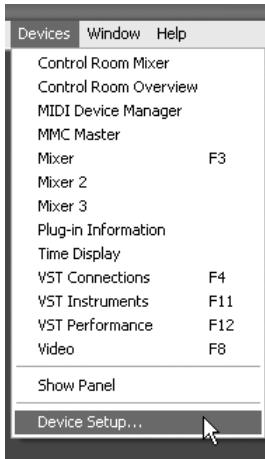 Devices Window Help
Control Room Mixer
Control Room Overview
MIDI Device Manager
MMC Master
Mixer F3
Mixer 2
Mixer 3
Plug-in Information
Time Display
VST Connections F4
VST Instruments F11
VST Performance F12
Video F8
Show Panel
Device Setup...